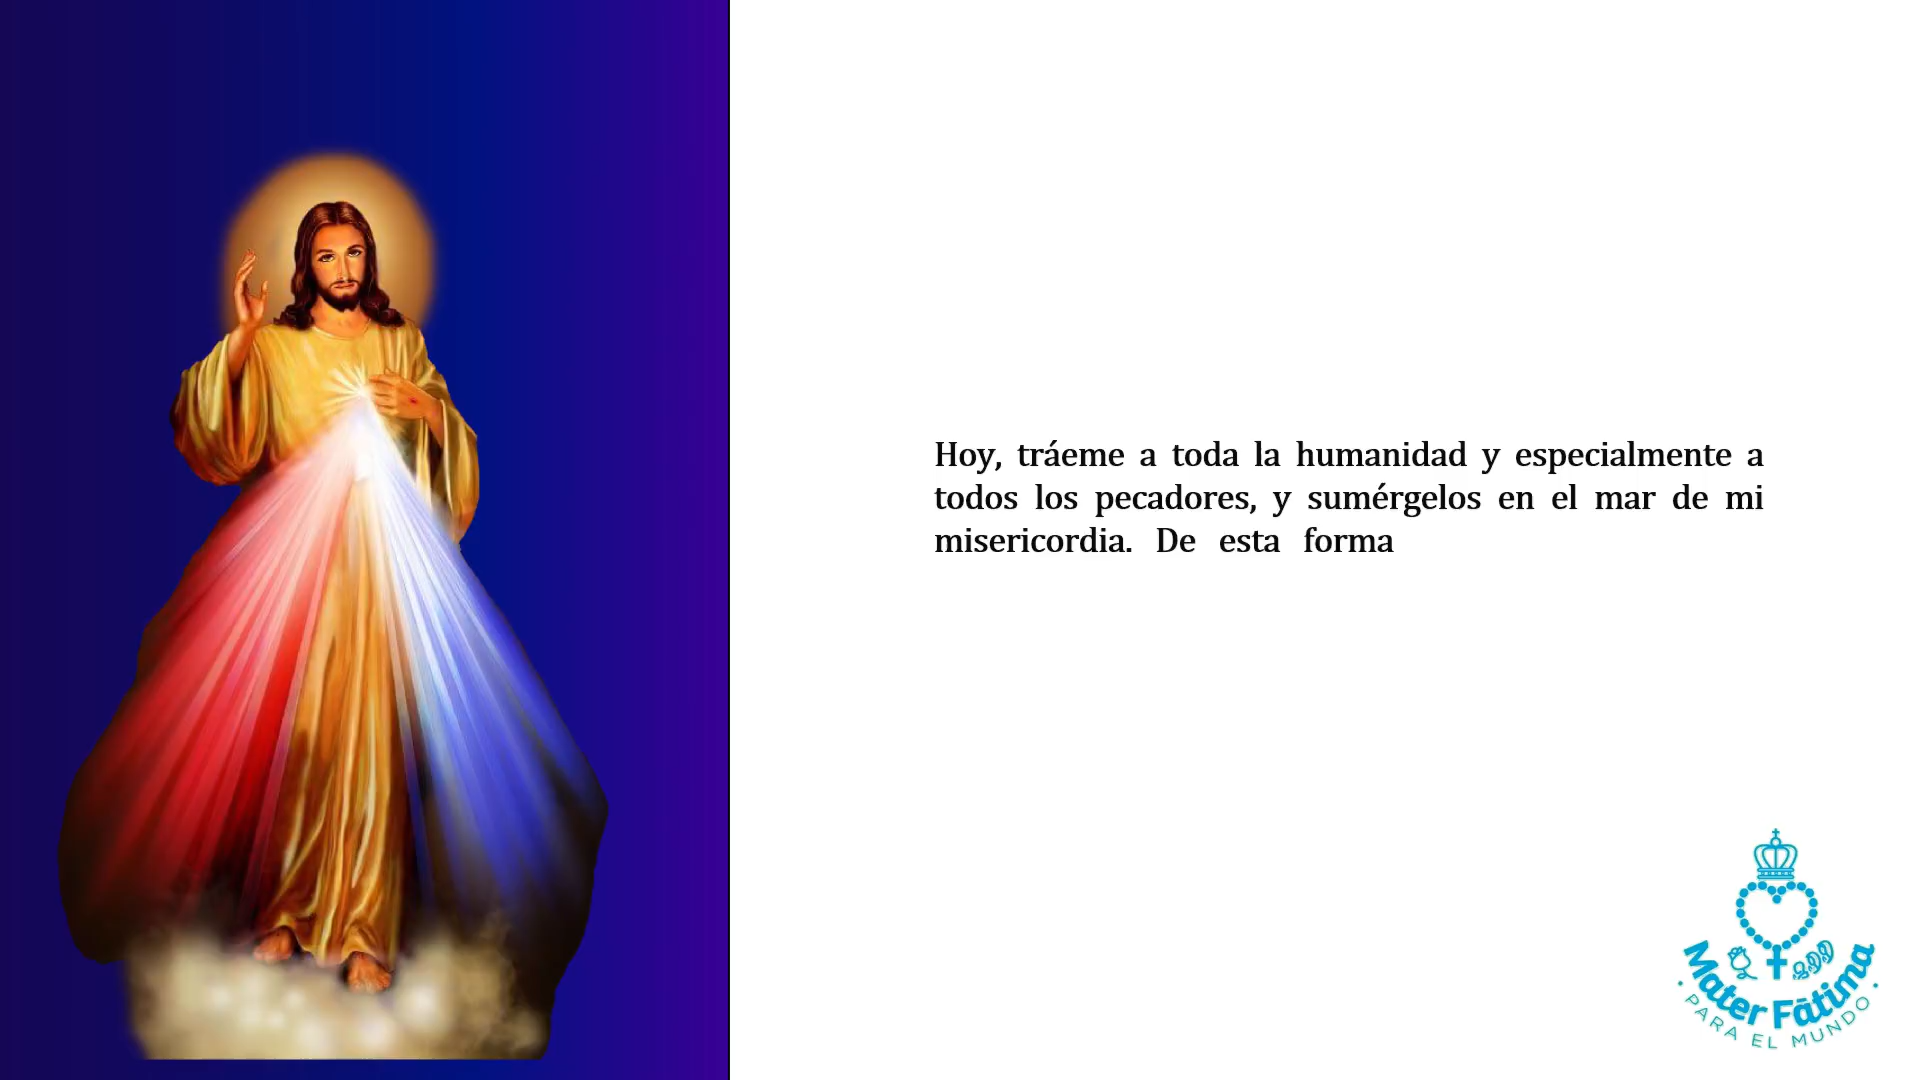 Hoy, tráeme a toda la humanidad y especialmente a
todos los pecadores, y sumérgelos en el mar de mi
misericordia. De esta forma
Mater Fātima
· PARA EL MUNDO ·